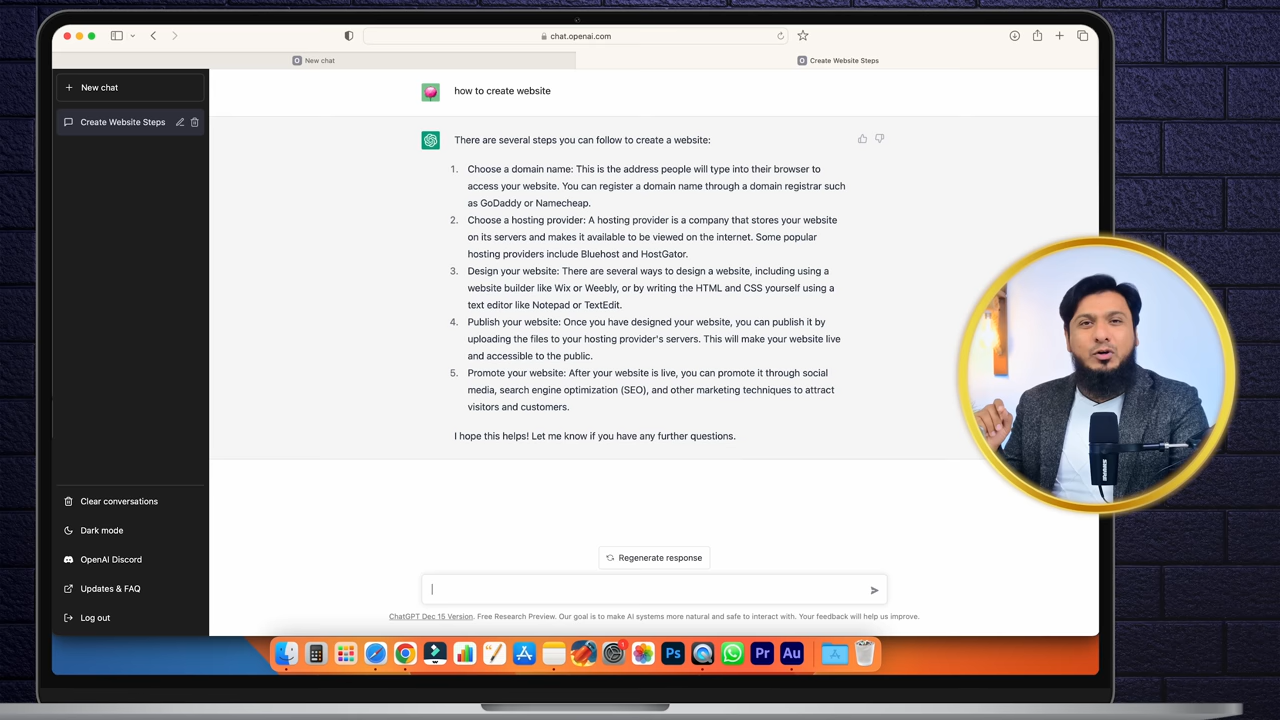 chat.openai.com
New chat
Create Website Steps
New chat
Create Website Steps
how to create website
There are several steps you can follow to create a website:
1. Choose a domain name: This is the address people will type into their browser to
access your website. You can register a domain name through a domain registrar such
as GoDaddy or Namecheap.
2. Choose a hosting provider: A hosting provider is a company that stores your website
on its servers and makes it available to be viewed on the internet. Some popular
hosting providers include Bluehost and HostGator.
3. Design your website: There are several ways to design a website, including using a
website builder like Wix or Weebly, or by writing the HTML and CSS yourself using a
text editor like Notepad or TextEdit.
4. Publish your website: Once you have designed your website, you can publish it by
uploading the files to your hosting provider's servers. This will make your website live
and accessible to the public.
5. Promote your website: After your website is live, you can promote it through social
media, search engine optimization (SEO), and other marketing techniques to attract
visitors and customers.
I hope this helps! Let me know if you have any further questions.
Clear conversations
Dark mode
OpenAI Discord
Updates & FAQ
Log out
Regenerate response
ChatGPT Dec 15 Version. Free Research Preview. Our goal is to make AI systems more natural and safe to interact with. Your feedback will help us improve.
Ps
Pr
Au
SHURE